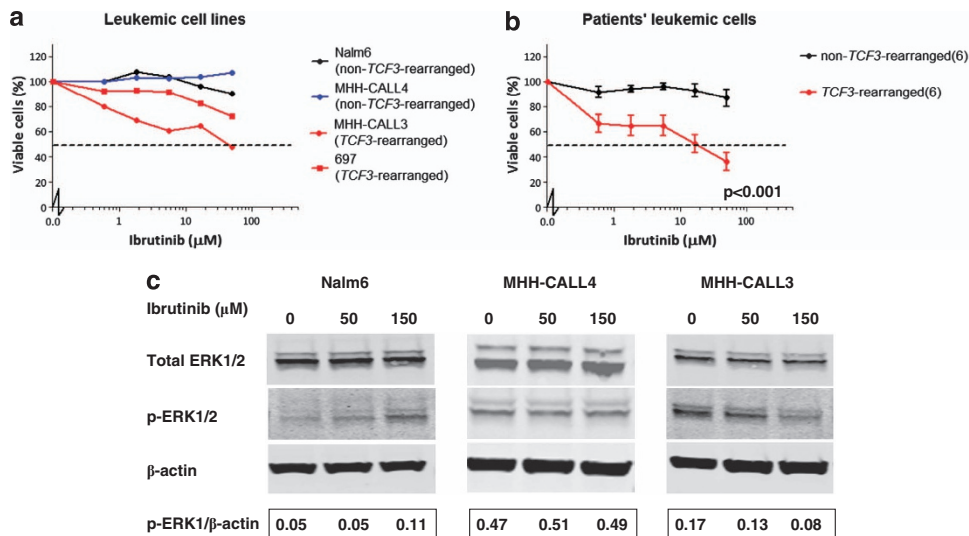 a
Leukemic cell lines
Viable cells (%)
120
100
80
60
40
20
0
0.0
1
10
100
Ibrutinib (μM)
Nalm6
(non-TCF3-rearranged)
MHH-CALL4
(non-TCF3-rearranged)
MHH-CALL3
(TCF3-rearranged)
697
(TCF3-rearranged)
b
Patients' leukemic cells
Viable cells (%)
120
100
80
60
40
20
0
0.0
1
10
100
Ibrutinib (μM)
p<0.001
non-TCF3-rearranged(6)
TCF3-rearranged(6)
c
Nalm6 MHH-CALL4 MHH-CALL3
Ibrutinib (μM) 0 50 150 0 50 150 0 50 150
Total ERK1/2
p-ERK1/2
β-actin
p-ERK1/β-actin 0.05 0.05 0.11 0.47 0.51 0.49 0.17 0.13 0.08